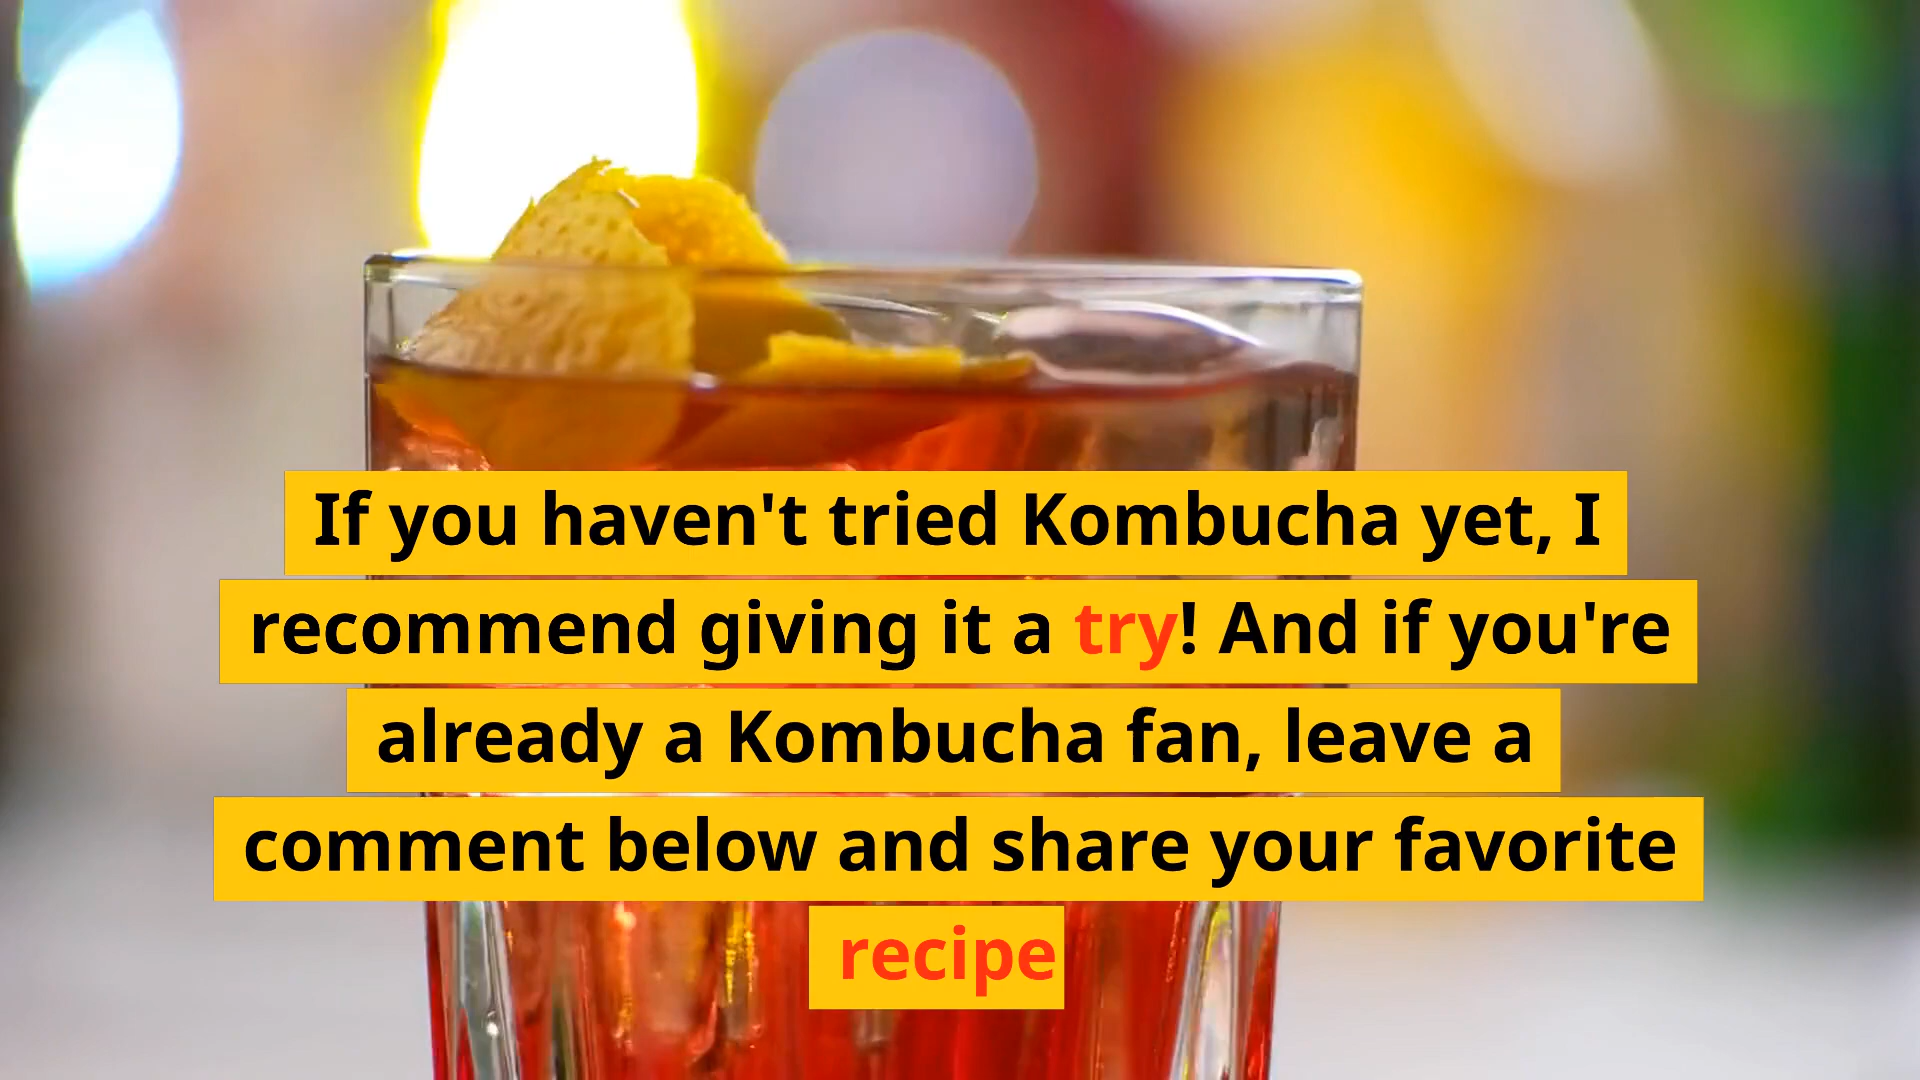 If you haven't tried Kombucha yet, I
recommend giving it a try! And if you're
already a Kombucha fan, leave a
comment below and share your favorite
recipe